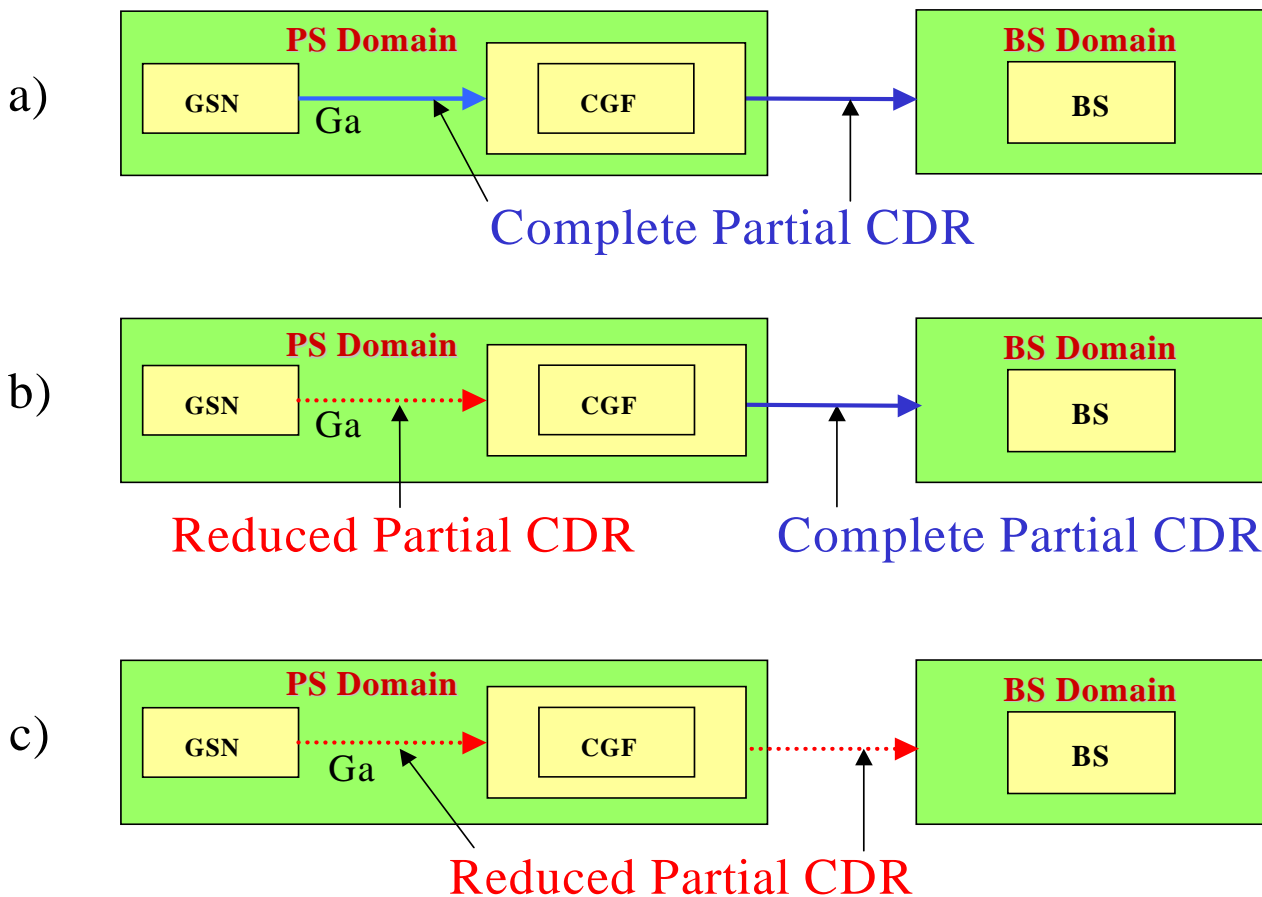 a)
PS Domain
BS Domain
GSN
Ga
CGF
BS
Complete Partial CDR
b)
PS Domain
BS Domain
GSN
Ga
CGF
BS
Reduced Partial CDR
Complete Partial CDR
c)
PS Domain
BS Domain
GSN
Ga
CGF
BS
Reduced Partial CDR